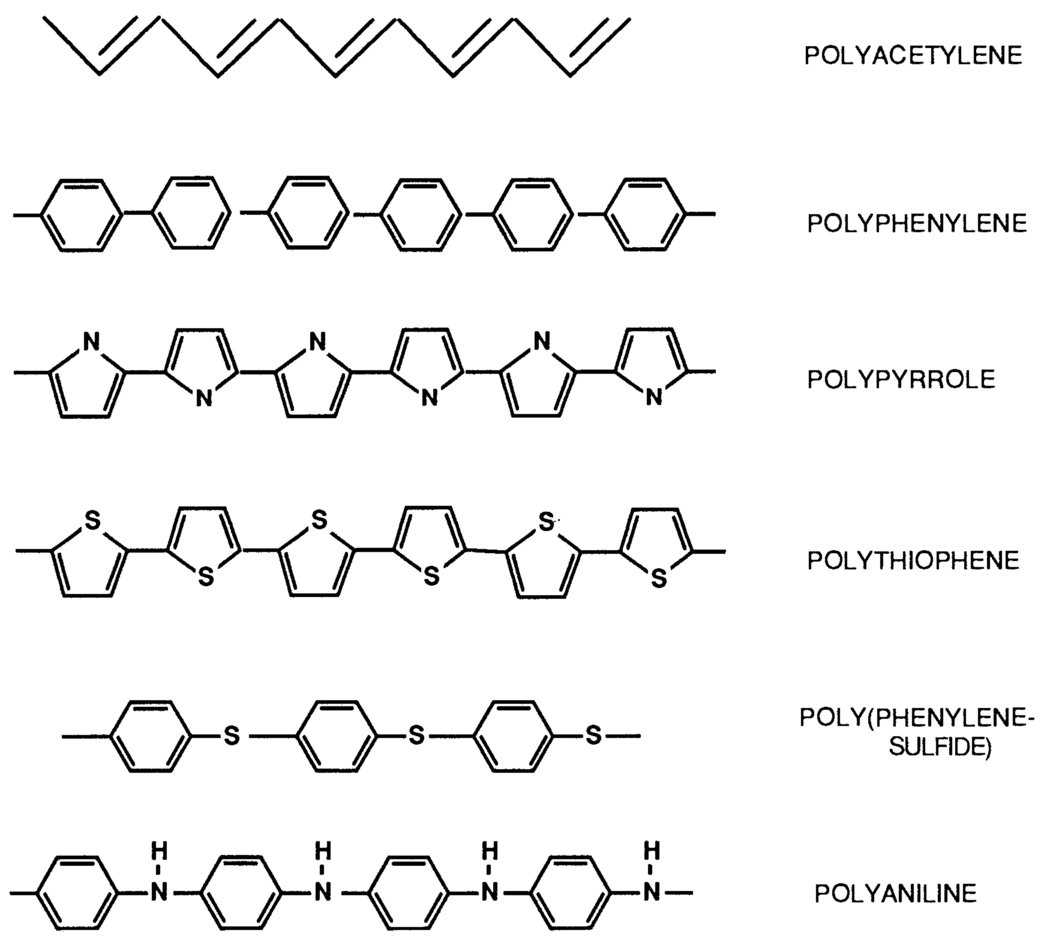 POLYACETYLENE
POLYPHENYLENE
N N N
N N N
POLYPYRROLE
S S S
S S S
POLYTHIOPHENE
S S S
POLY(PHENYLENE-
SULFIDE)
H H H H
N N N N
POLYANILINE